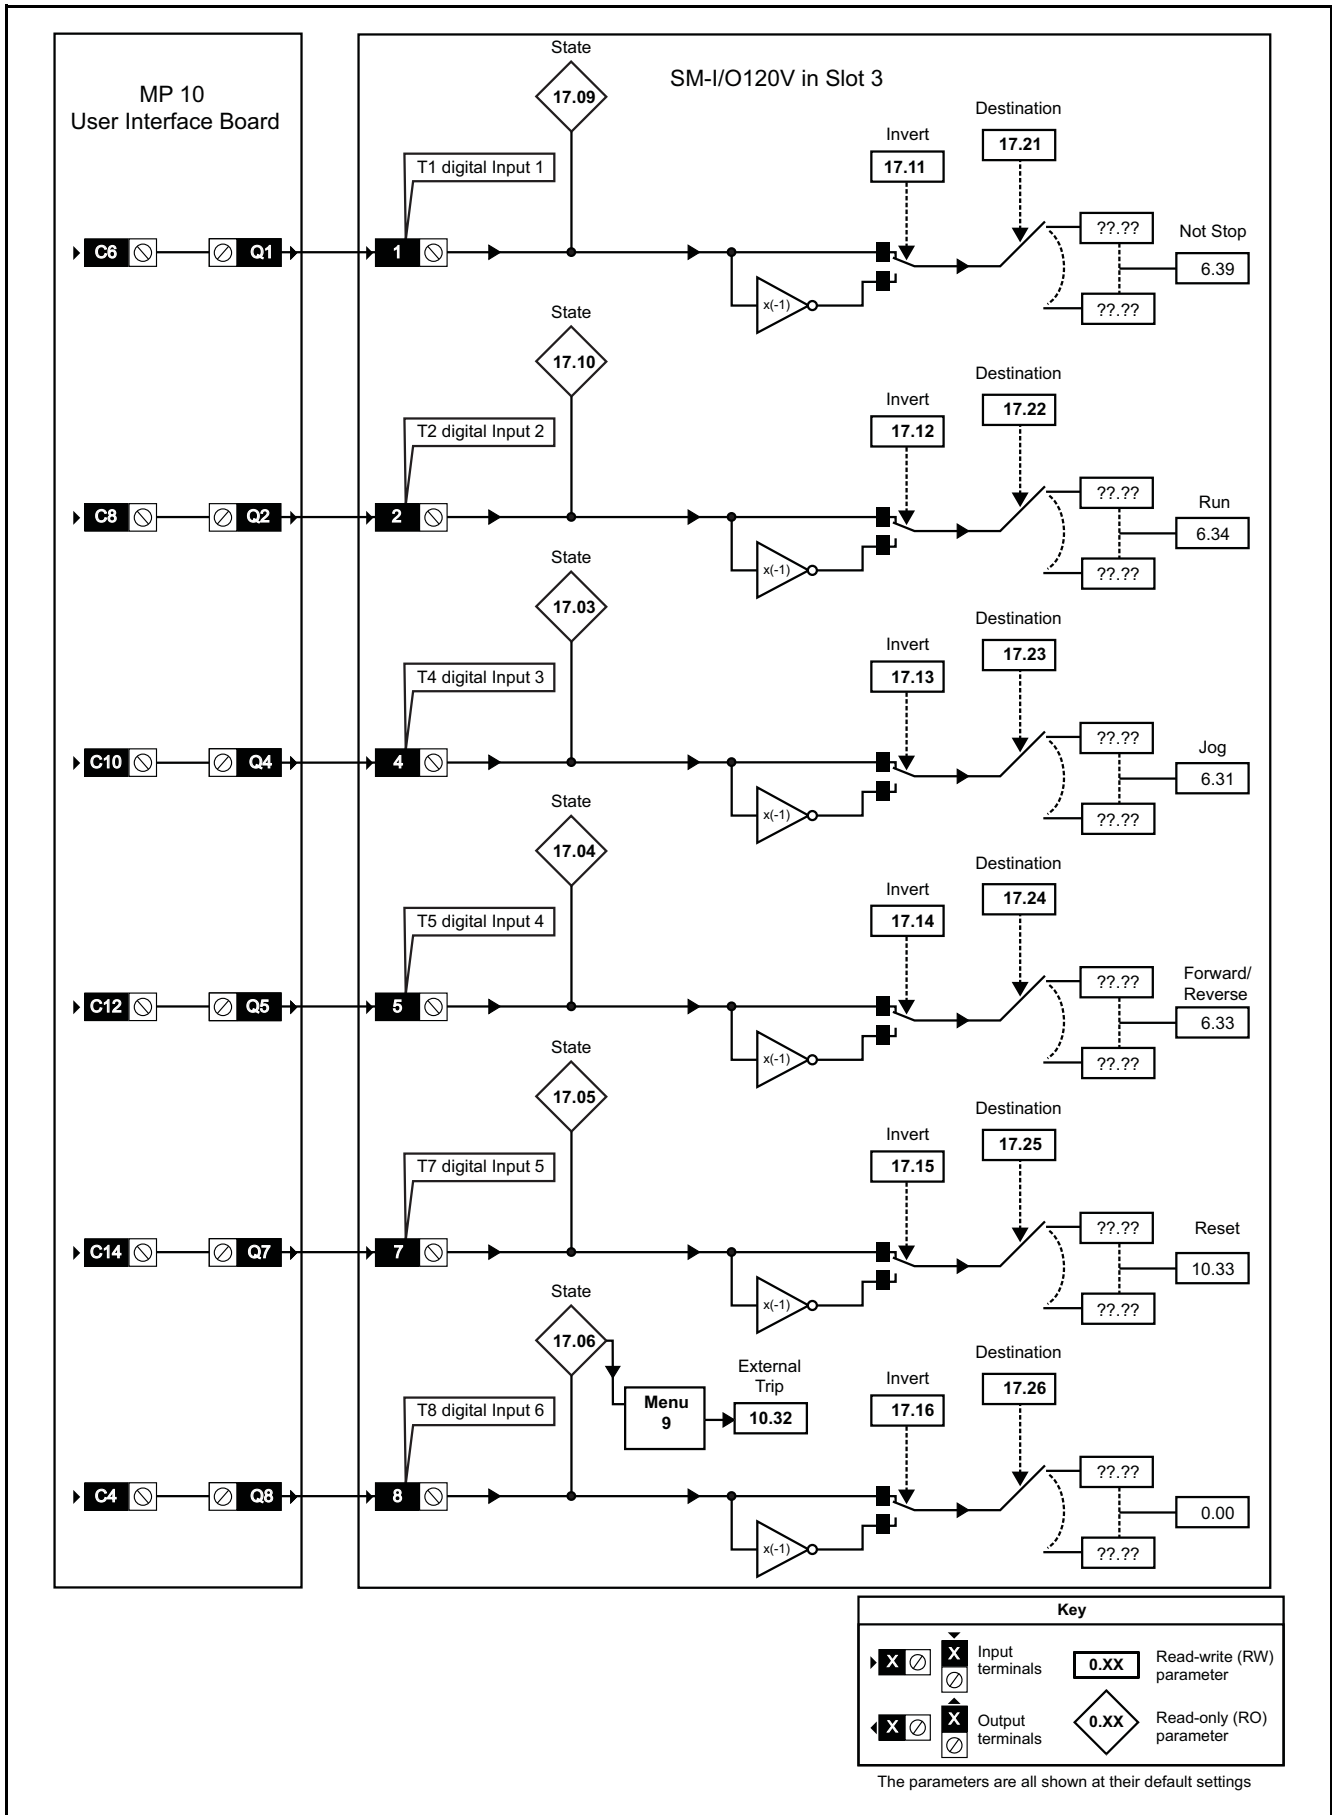 MP 10
User Interface Board
SM-I/O120V in Slot 3
State
17.09
T1 digital Input 1
Invert
17.11
Destination
17.21
C6
Q1
1
x(-1)
??.??
??.??
Not Stop
6.39
State
17.10
T2 digital Input 2
Invert
17.12
Destination
17.22
C8
Q2
2
x(-1)
??.??
??.??
Run
6.34
State
17.03
T4 digital Input 3
Invert
17.13
Destination
17.23
C10
Q4
4
x(-1)
??.??
??.??
Jog
6.31
State
17.04
T5 digital Input 4
Invert
17.14
Destination
17.24
C12
Q5
5
x(-1)
??.??
??.??
Forward/
Reverse
6.33
State
17.05
T7 digital Input 5
Invert
17.15
Destination
17.25
C14
Q7
7
x(-1)
??.??
??.??
Reset
10.33
State
17.06
Menu
9
External
Trip
10.32
T8 digital Input 6
Invert
17.16
Destination
17.26
C4
Q8
8
x(-1)
??.??
??.??
0.00
Key
X
X
Input
terminals
0.XX
Read-write (RW)
parameter
X
X
Output
terminals
0.XX
Read-only (RO)
parameter
The parameters are all shown at their default settings